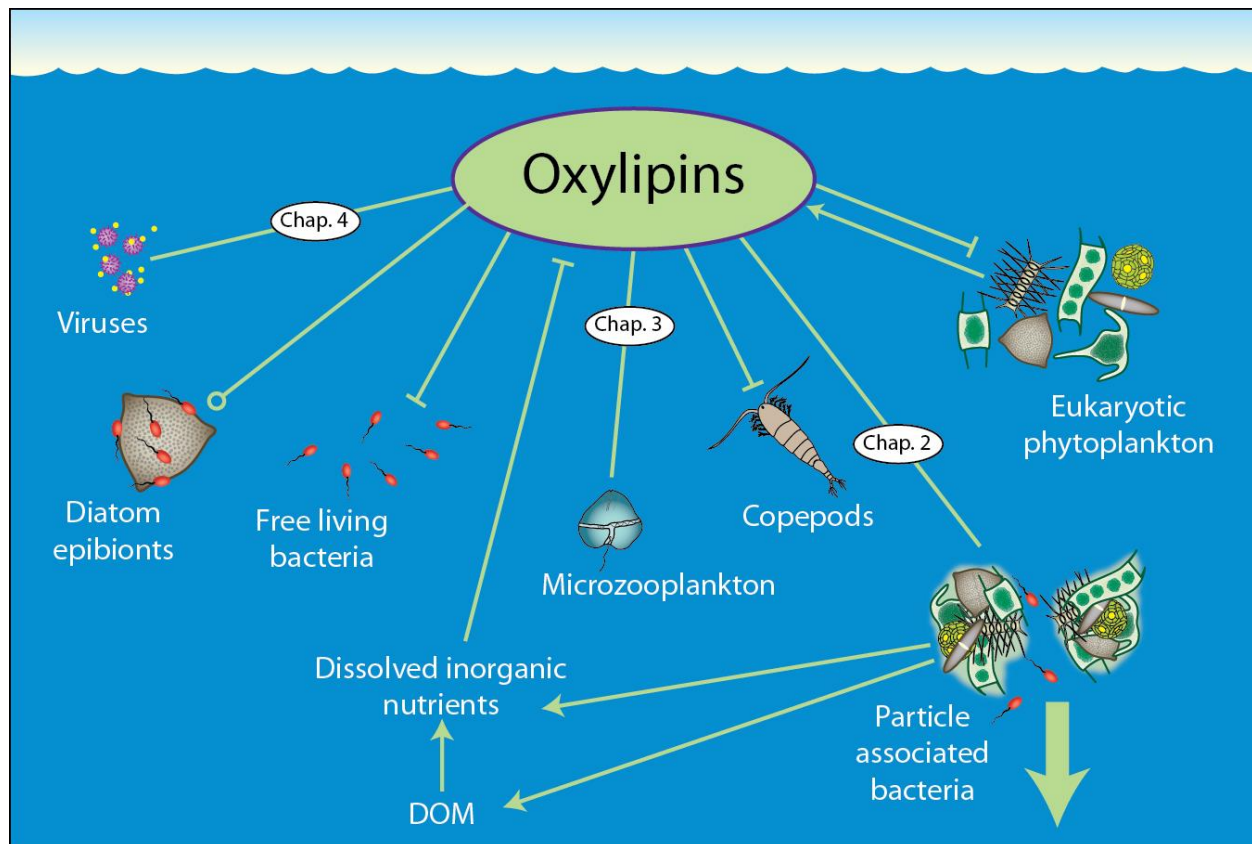 Oxylipins
Chap. 4
Viruses
Chap. 3
Chap. 2
Eukaryotic
phytoplankton
Diatom
epibionts
Free living
bacteria
Microzooplankton
Copepods
Dissolved inorganic
nutrients
DOM
Particle
associated
bacteria